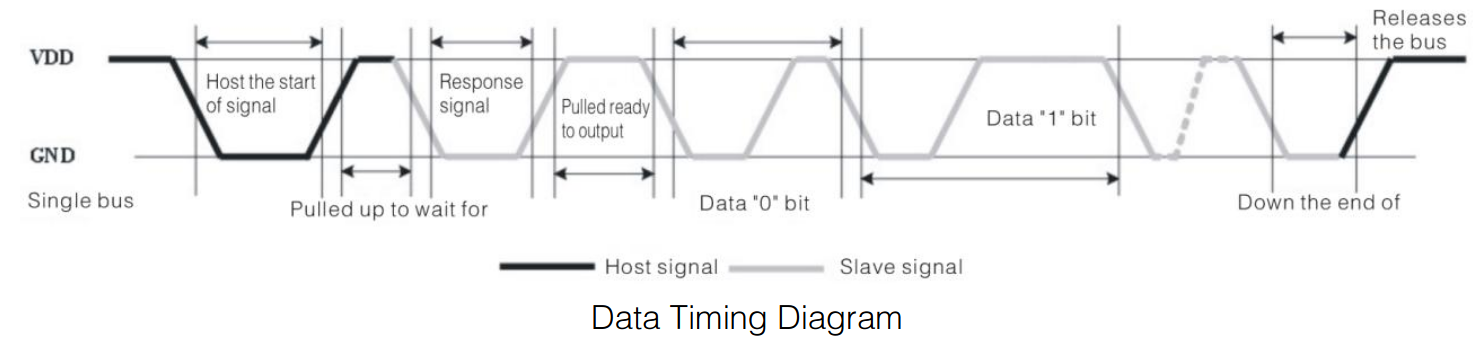 Releases
the bus
VDD
Host the start
of signal
Response
signal
Pulled ready
to output
Data "1" bit
GND
Single bus
Pulled up to wait for
Data "0" bit
Down the end of
Host signal
Slave signal
Data Timing Diagram